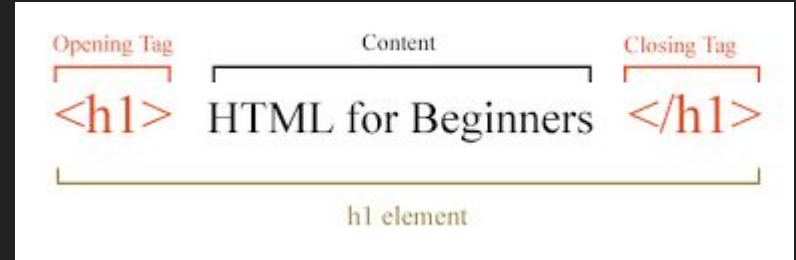 Opening Tag Content Closing Tag
<h1> HTML for Beginners </h1>
h1 element